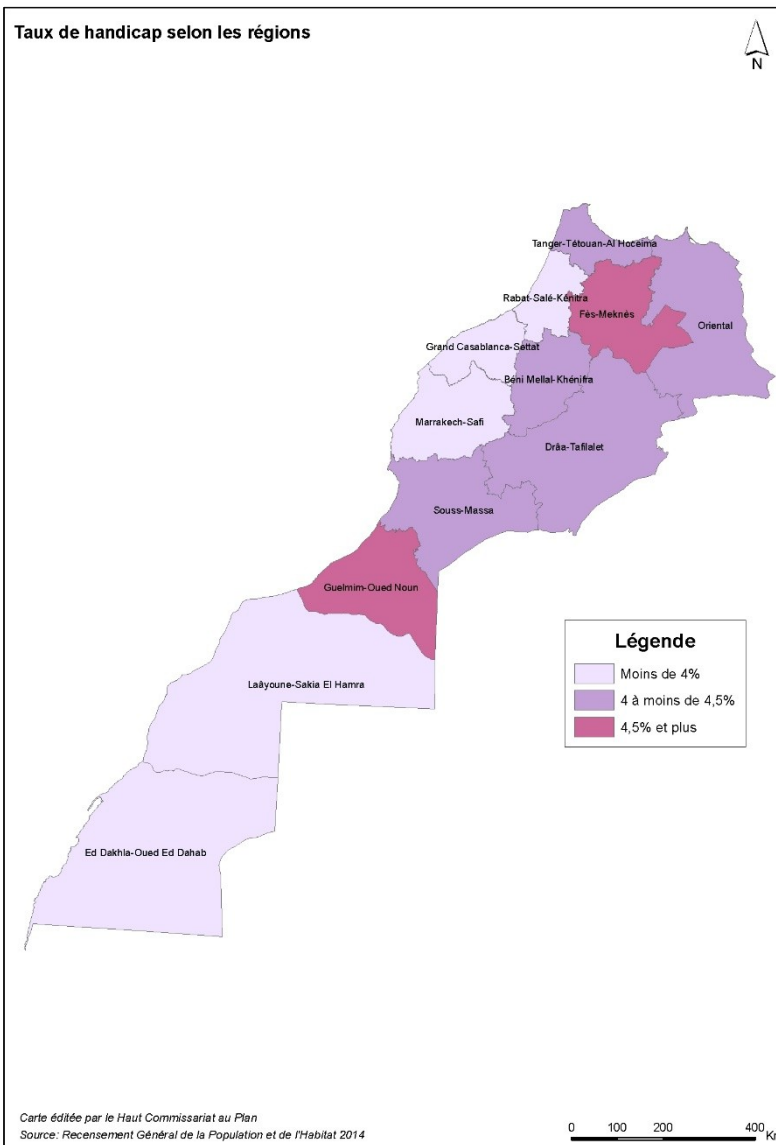 Taux de handicap selon les régions
N
Tanger-Tétouan-Al Hoceima
Rabat-Salé-Kénitra
Fès-Meknès
Oriental
Grand Casablanca-Settat
Béni Mellal-Khénifra
Marrakech-Safi
Drâa-Tafilalet
Souss-Massa
Guelmim-Oued Noun
Laâyoune-Sakia El Hamra
Ed Dakhla-Oued Ed Dahab
Légende
Moins de 4%
4 à moins de 4,5%
4,5% et plus
Carte éditée par le Haut Commissariat au Plan
Source: Recensement Général de la Population et de l'Habitat 2014
0 100 200 400
Km